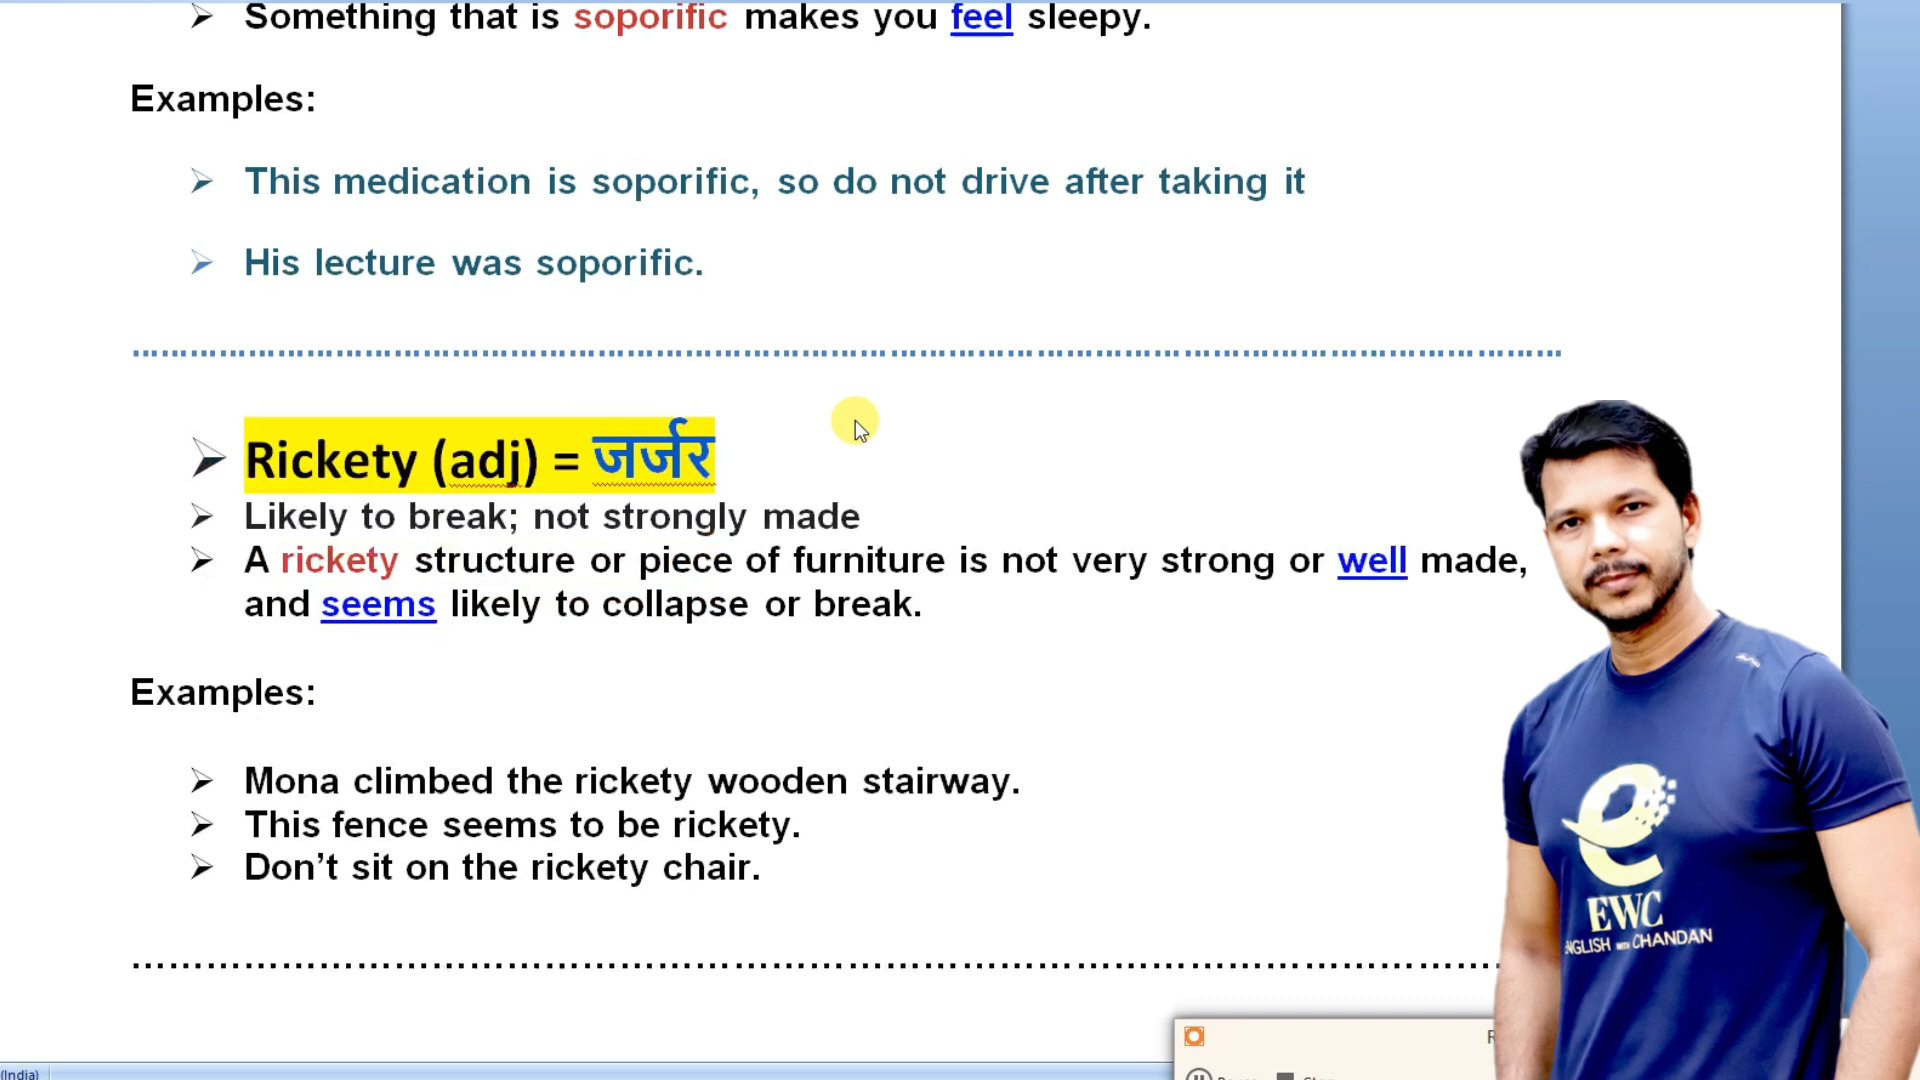 Something that is soporific makes you feel sleepy.
Examples:
This medication is soporific, so do not drive after taking it
His lecture was soporific.
Rickety (adj) = जर्जर
Likely to break; not strongly made
A rickety structure or piece of furniture is not very strong or well made,
and seems likely to collapse or break.
Examples:
Mona climbed the rickety wooden stairway.
This fence seems to be rickety.
Don’t sit on the rickety chair.
EWC
ENGLISH WITH CHANDAN
(India)